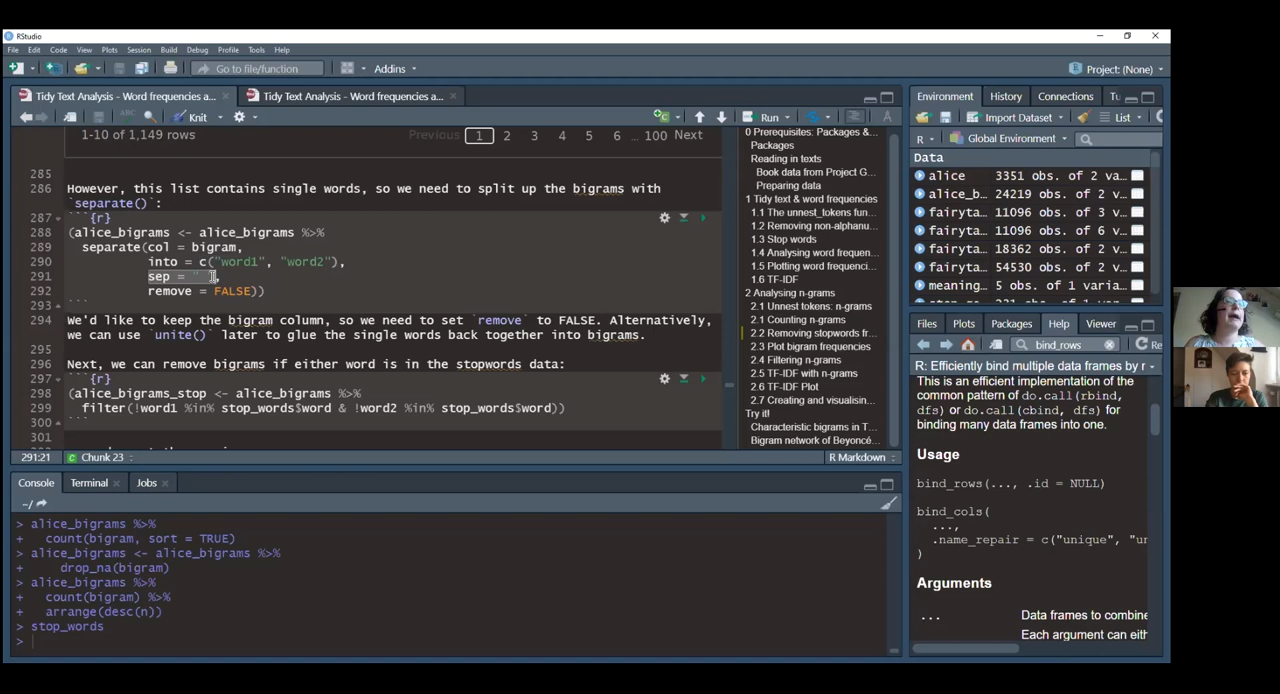 RStudio
File Edit Code View Plots Session Build Debug Profile Tools Help
Go to file/function
Addins
Project: (None)
Tidy Text Analysis - Word frequencies a...
Tidy Text Analysis - Word frequencies a...
Knit
Run
1-10 of 1,149 rows
Previous 1 2 3 4 5 6 ... 100 Next
285
286 However, this list contains single words, so we need to split up the bigrams with
`separate()`:
287 ```{r}
288 (alice_bigrams <- alice_bigrams %>%
289 separate(col = bigram,
290 into = c("word1", "word2"),
291 sep = " ",
292 remove = FALSE))
293 ```
294 We'd like to keep the bigram column, so we need to set `remove` to FALSE. Alternatively,
we can use `unite()` later to glue the single words back together into bigrams.
295
296 Next, we can remove bigrams if either word is in the stopwords data:
297 ```{r}
298 (alice_bigrams_stop <- alice_bigrams %>%
299 filter(!word1 %in% stop_words$word & !word2 %in% stop_words$word))
300 ```
301
291:21 Chunk 23 R Markdown
0 Prerequisites: Packages &...
Packages
Reading in texts
Book data from Project G...
Preparing data
1 Tidy text & word frequencies
1.1 The unnest_tokens fun...
1.2 Removing non-alphanu...
1.3 Stop words
1.4 Analysing word frequen...
1.5 Plotting word frequenci...
1.6 TF-IDF
2 Analysing n-grams
2.1 Unnest tokens: n-grams
2.1 Counting n-grams
2.2 Removing stopwords fr...
2.3 Plot bigram frequencies
2.4 Filtering n-grams
2.5 TF-IDF with n-grams
2.6 TF-IDF Plot
2.7 Creating and visualisin...
Try it!
Characteristic bigrams in T...
Bigram network of Beyoncé...
Console Terminal Jobs
~/
> alice_bigrams %>%
+ count(bigram, sort = TRUE)
> alice_bigrams <- alice_bigrams %>%
+ drop_na(bigram)
> alice_bigrams %>%
+ count(bigram) %>%
+ arrange(desc(n))
> stop_words
>
Environment History Connections Tu
Import Dataset List
R Global Environment
Data
alice 3351 obs. of 2 va...
alice_b... 24219 obs. of 2 v...
fairyta... 11096 obs. of 3 v...
fairyta... 11096 obs. of 6 v...
fairyta... 18362 obs. of 2 v...
fairyta... 54530 obs. of 2 v...
meaning... 5 obs. of 1 varia...
Files Plots Packages Help Viewer
bind_rows
Re
R: Efficiently bind multiple data frames by r
This is an efficient implementation of the
common pattern of do.call(rbind,
dfs) or do.call(cbind, dfs) for
binding many data frames into one.
Usage
bind_rows(..., .id = NULL)
bind_cols(
...,
.name_repair = c("unique", "un
)
Arguments
... Data frames to combine
Each argument can eith